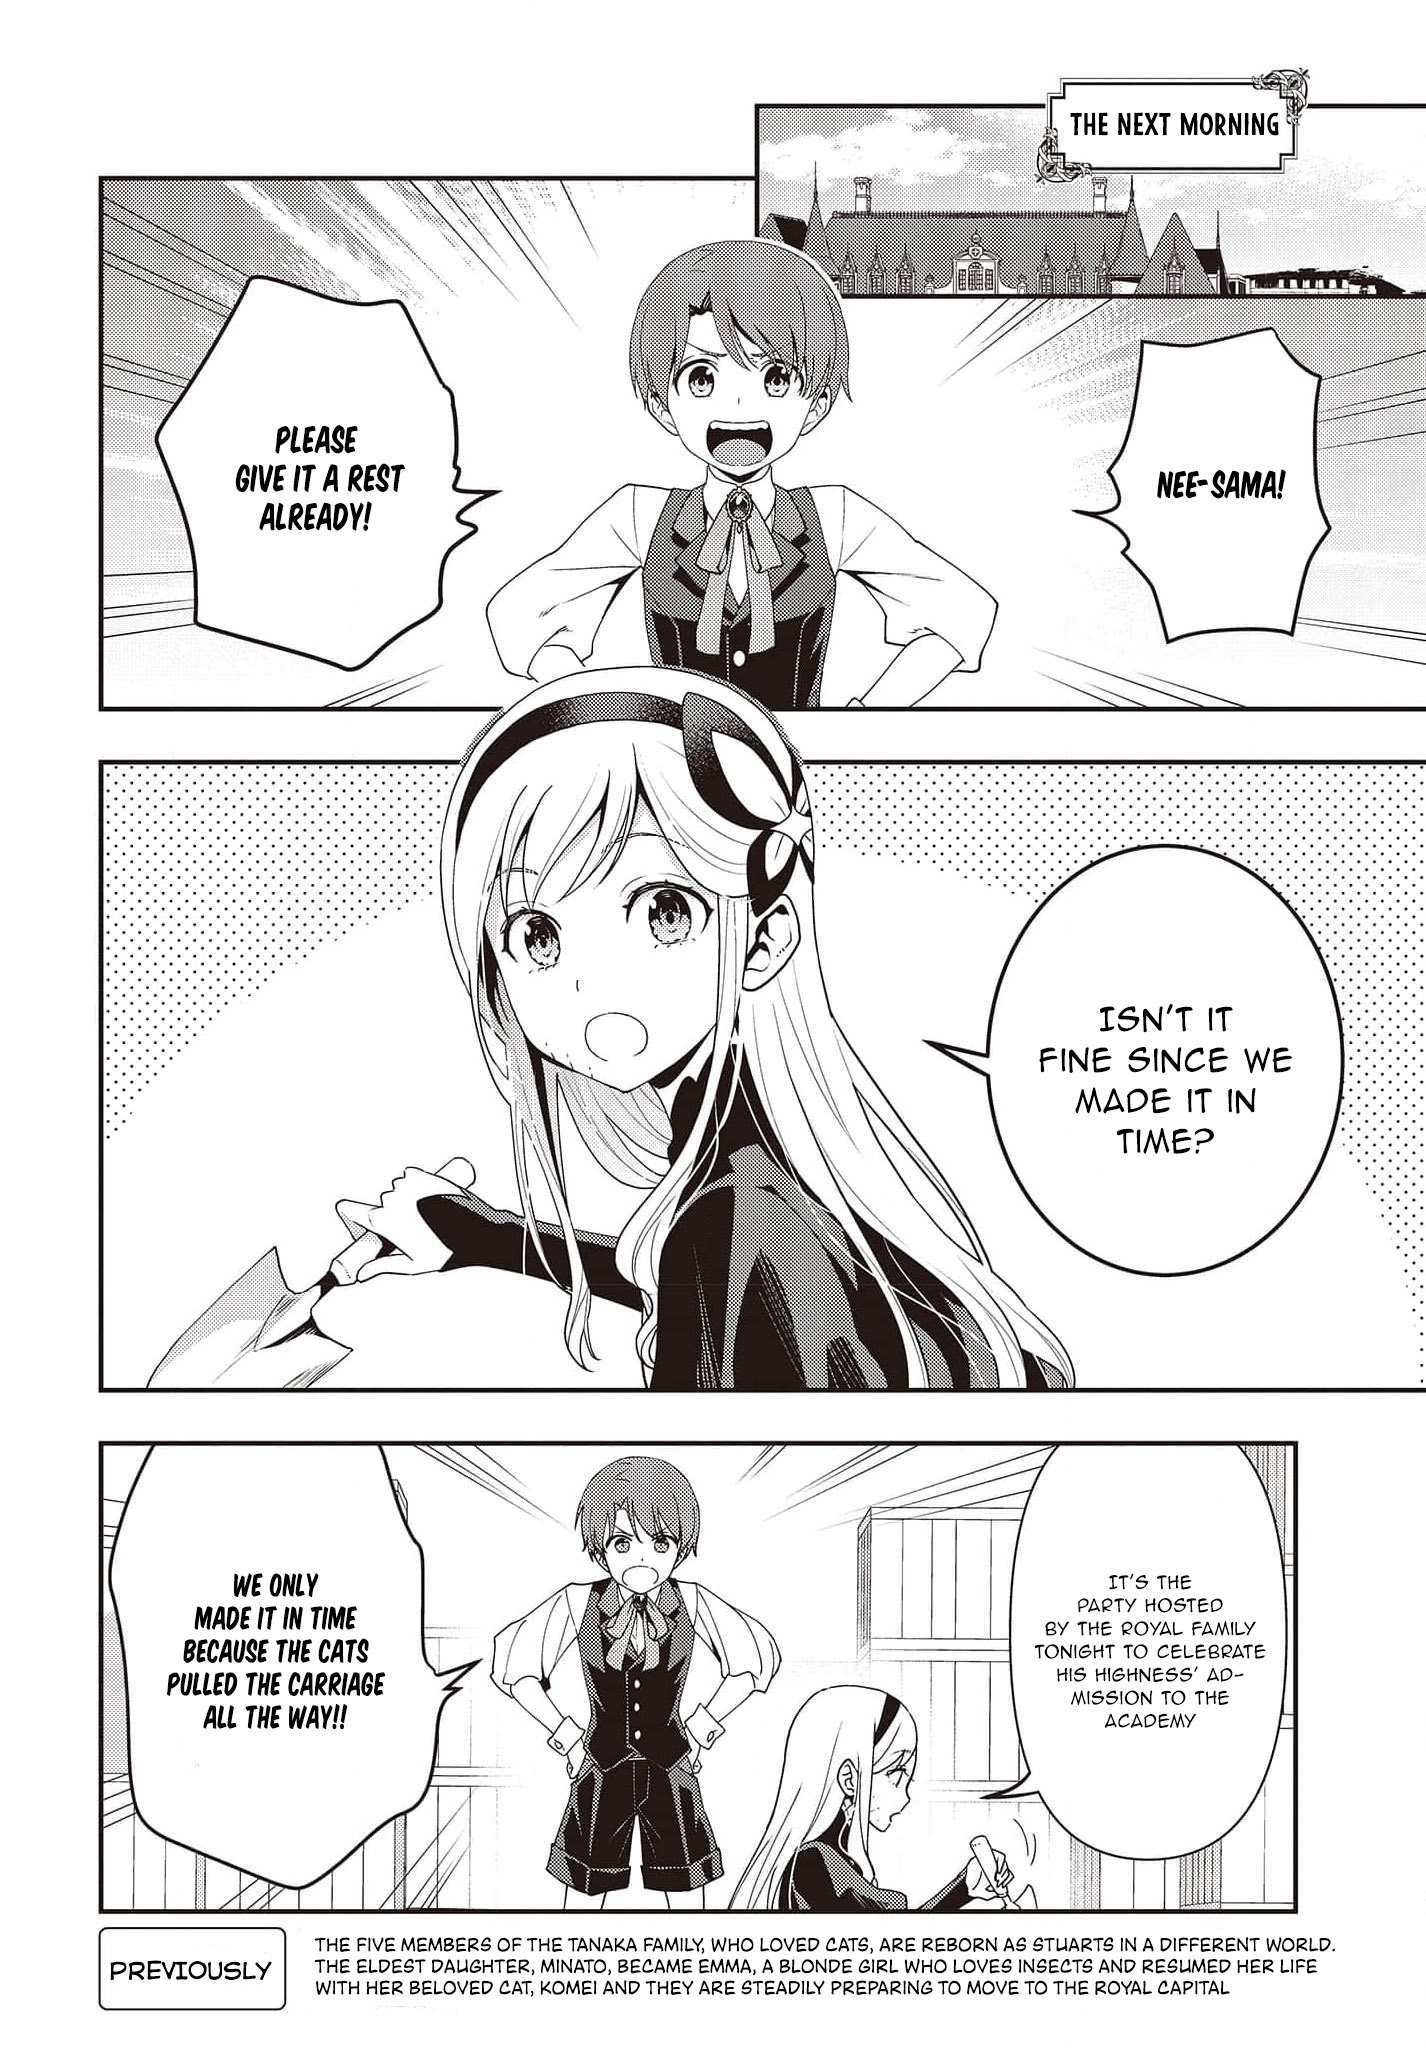 THE NEXT MORNING
NEE-SAMA!
PLEASE
GIVE IT A REST
ALREADY!
ISN'T IT
FINE SINCE WE
MADE IT IN
TIME?
IT'S THE
PARTY HOSTED
BY THE ROYAL FAMILY
TONIGHT TO CELEBRATE
HIS HIGHNESS' AD-
MISSION TO THE
ACADEMY
WE ONLY
MADE IT IN TIME
BECAUSE THE CATS
PULLED THE CARRIAGE
ALL THE WAY!!
PREVIOUSLY
THE FIVE MEMBERS OF THE TANAKA FAMILY, WHO LOVED CATS, ARE REBORN AS STUARTS IN A DIFFERENT WORLD.
THE ELDEST DAUGHTER, MINATO, BECAME EMMA, A BLONDE GIRL WHO LOVES INSECTS AND RESUMED HER LIFE
WITH HER BELOVED CAT, KOMEI AND THEY ARE STEADILY PREPARING TO MOVE TO THE ROYAL CAPITAL